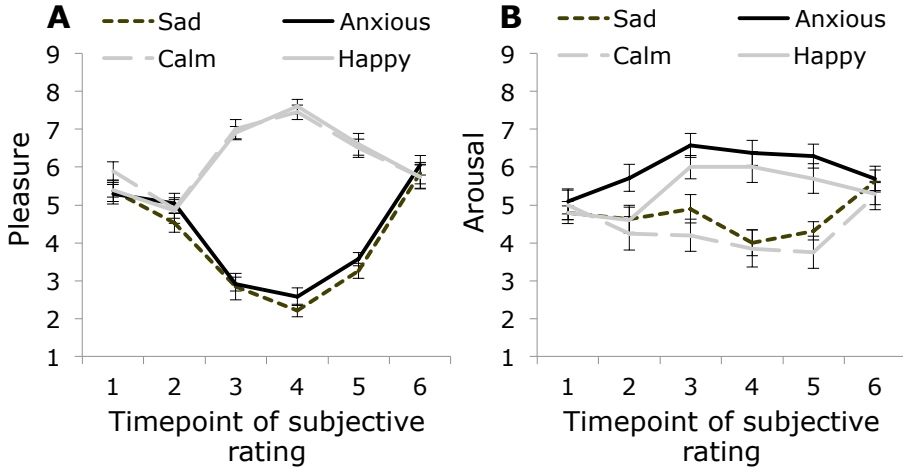 A
Sad
Anxious
Calm
Happy
9
8
7
6
5
4
3
2
1
Pleasure
1 2 3 4 5 6
Timepoint of subjective
rating
B
Sad
Anxious
Calm
Happy
9
8
7
6
5
4
3
2
1
Arousal
1 2 3 4 5 6
Timepoint of subjective
rating